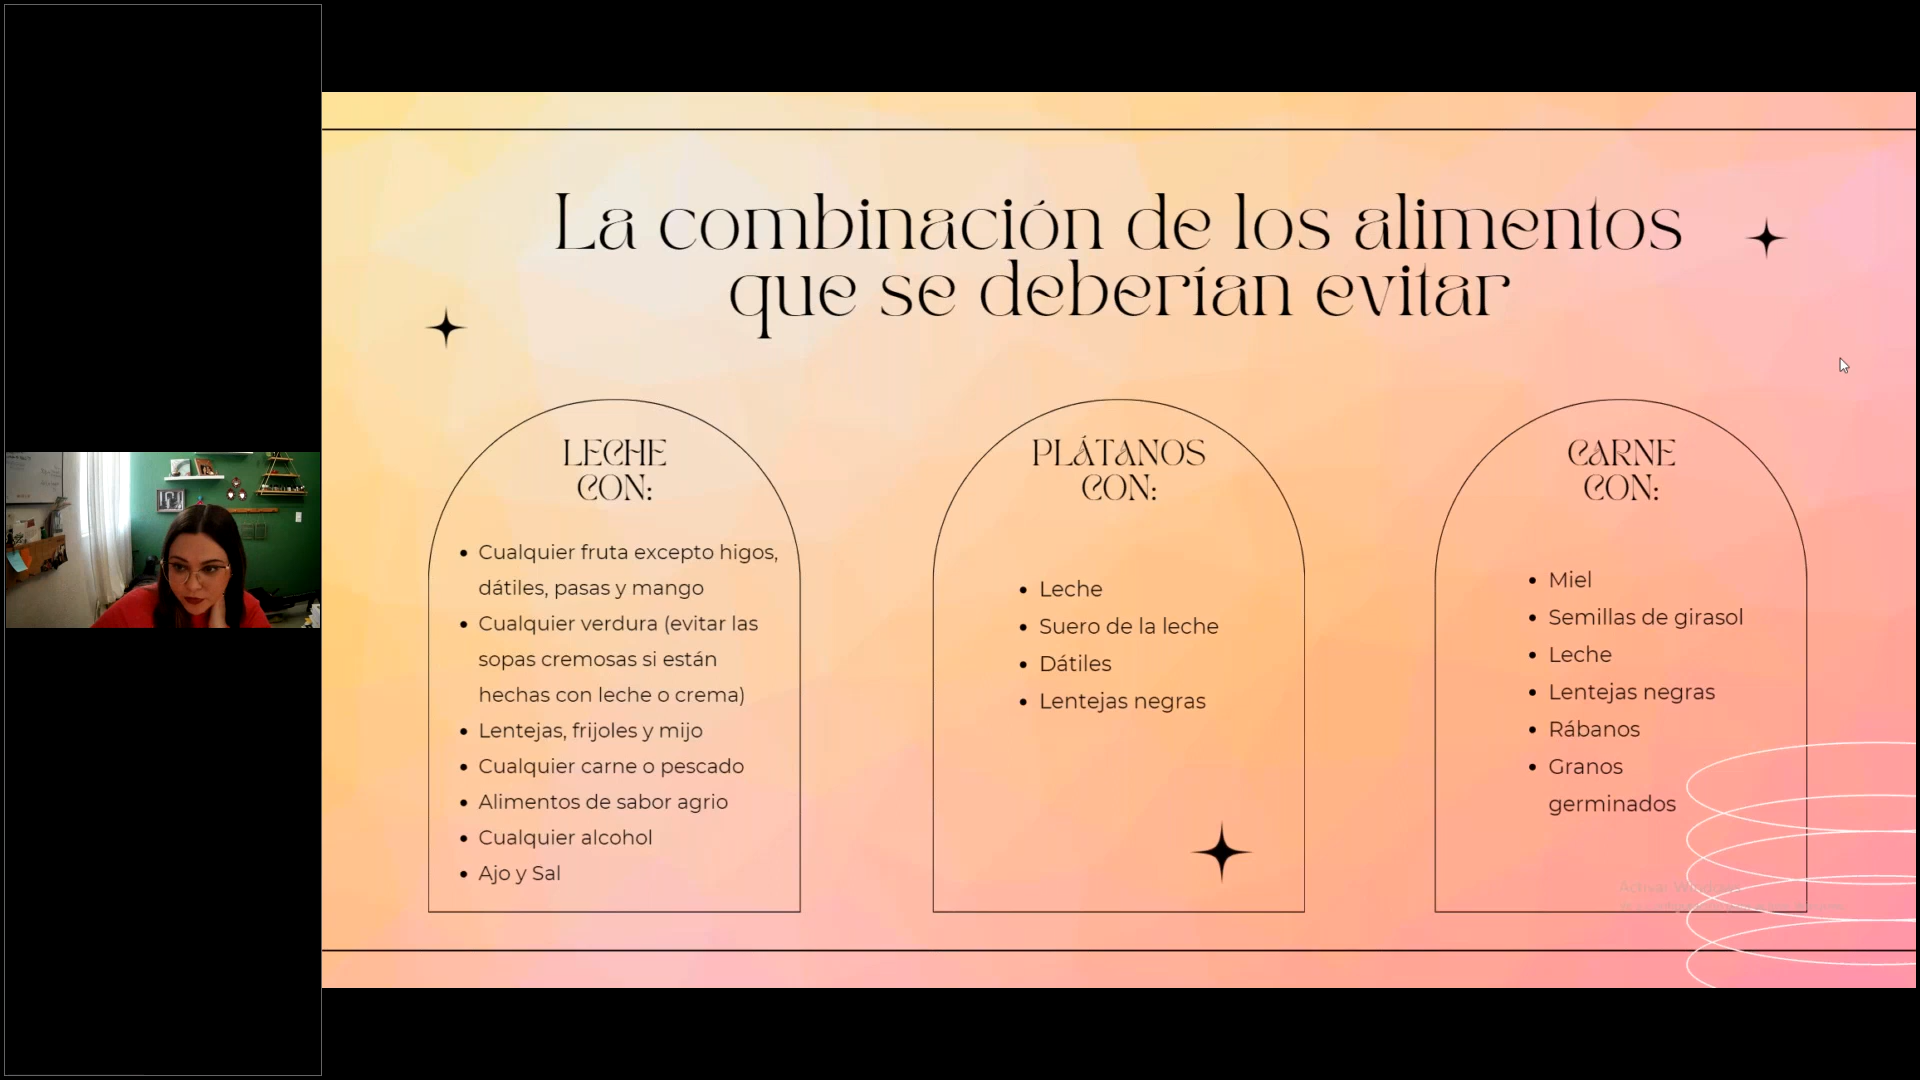 La combinación de los alimentos
que se deberían evitar
LECHE
CON:
• Cualquier fruta excepto higos,
dátiles, pasas y mango
• Cualquier verdura (evitar las
sopas cremosas si están
hechas con leche o crema)
• Lentejas, frijoles y mijo
• Cualquier carne o pescado
• Alimentos de sabor agrio
• Cualquier alcohol
• Ajo y Sal
PLÁTANOS
CON:
• Leche
• Suero de la leche
• Dátiles
• Lentejas negras
CARNE
CON:
• Miel
• Semillas de girasol
• Leche
• Lentejas negras
• Rábanos
• Granos
germinados
Activar Windows